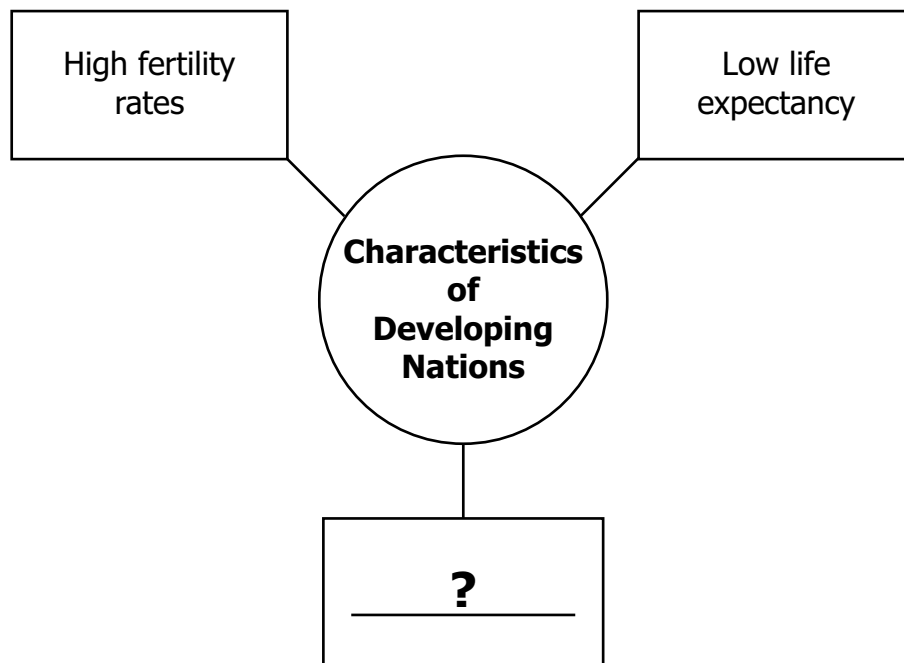 High fertility
rates
Low life
expectancy
Characteristics
of
Developing
Nations
?